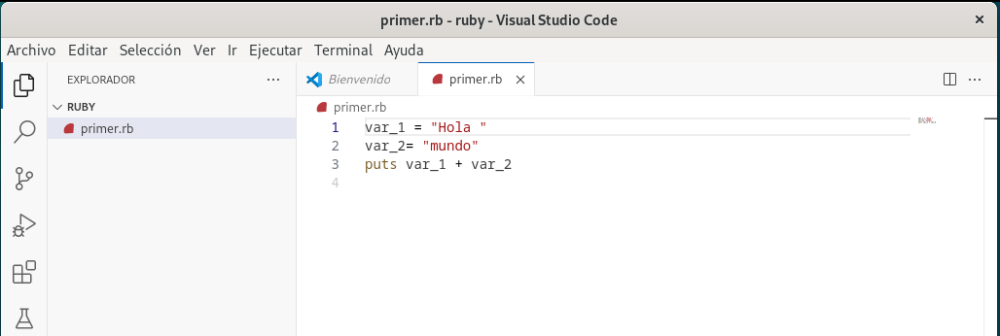 primer.rb - ruby - Visual Studio Code
Archivo Editar Selección Ver Ir Ejecutar Terminal Ayuda
EXPLORADOR
RUBY
primer.rb
Bienvenido
primer.rb
primer.rb
1 var_1 = "Hola "
2 var_2= "mundo"
3 puts var_1 + var_2
4